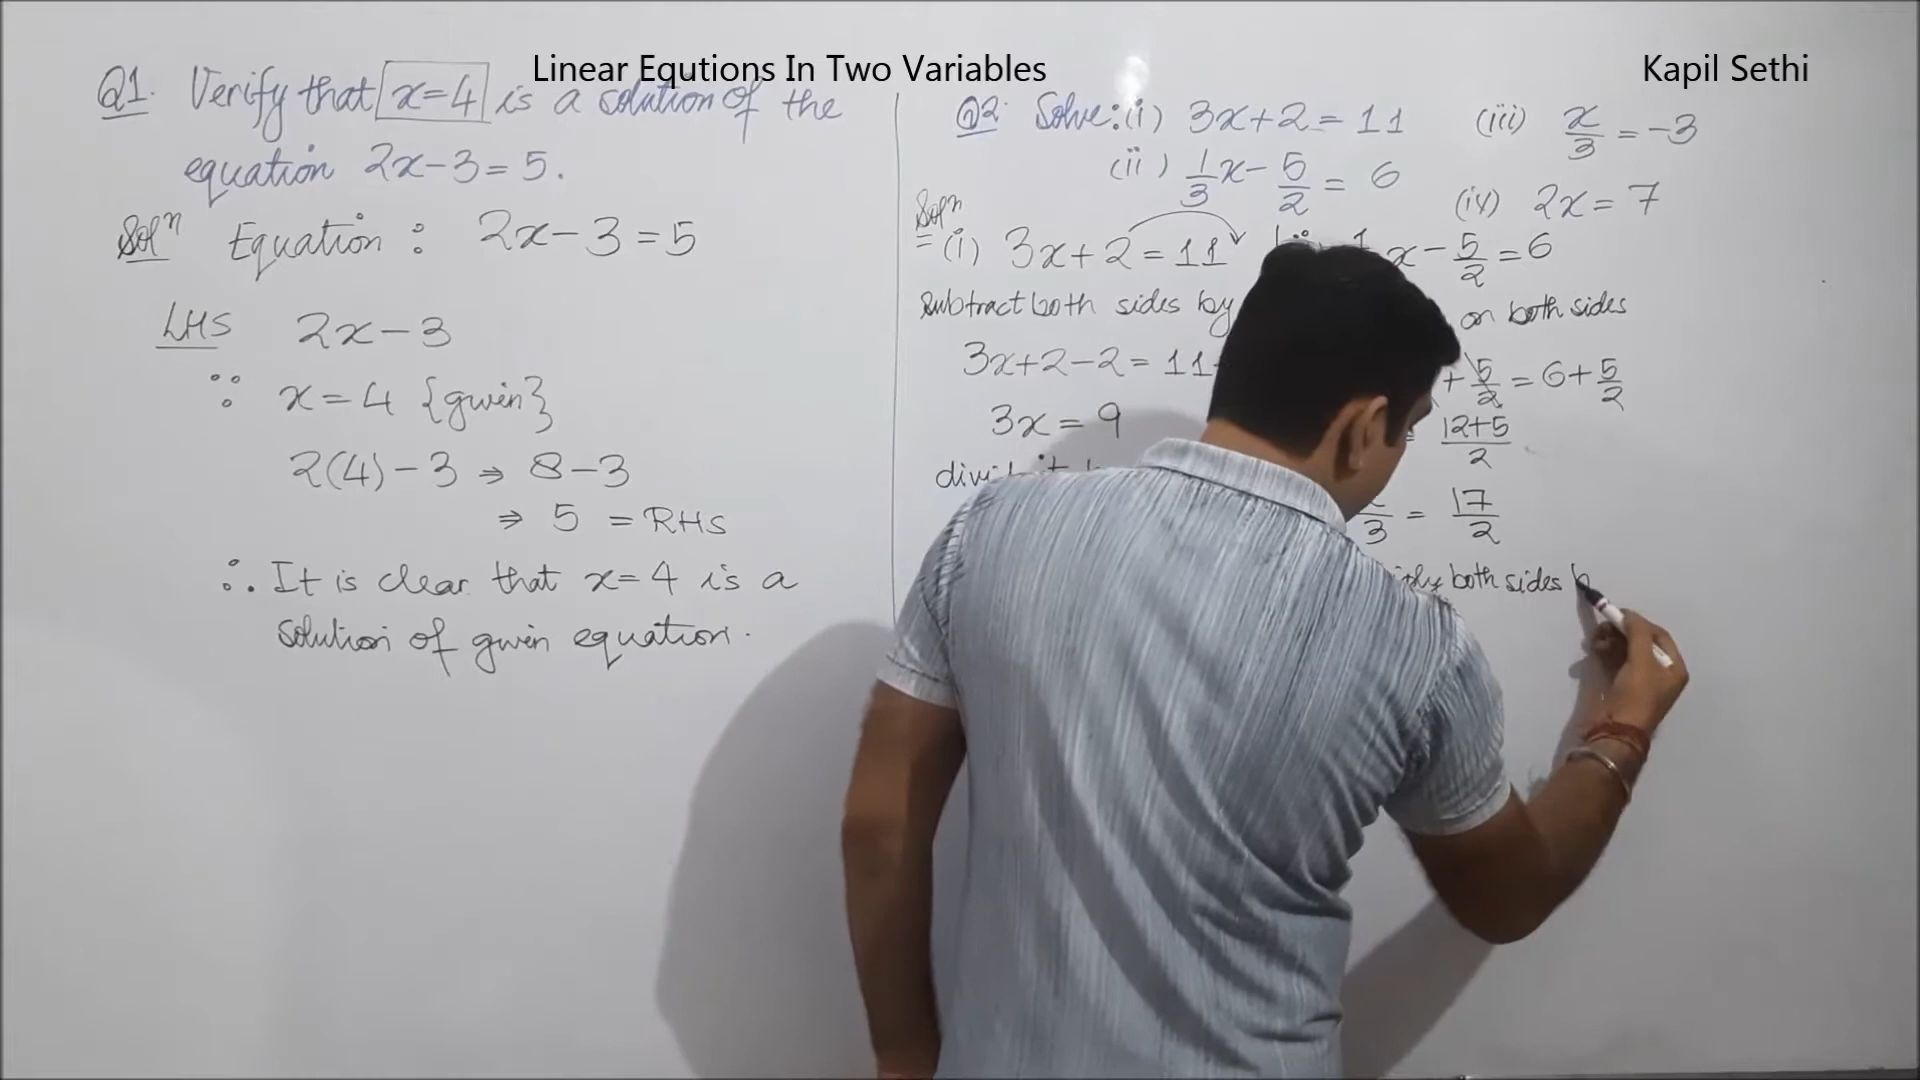 Linear Equtions In Two Variables
Kapil Sethi
Q1. Verify that x=4 is a solution of the
equation 2x-3=5.
Solⁿ Equation : 2x-3=5
LHS 2x-3
∵ x=4 {given}
2(4)-3 ⇒ 8-3
⇒ 5 = RHS
∴ It is clear that x=4 is a
solution of given equation.
Q2. Solve: (i) 3x+2=11 (iii) x/3 = -3
(ii) 1/3 x - 5/2 = 6 (iv) 2x=7
Solⁿ
(i) 3x+2=11
subtract both sides by
3x+2-2=11
3x=9
x - 5/2 = 6
on both sides
+ 5/2 = 6 + 5/2
= 12+5/2
3 = 17/2
both sides